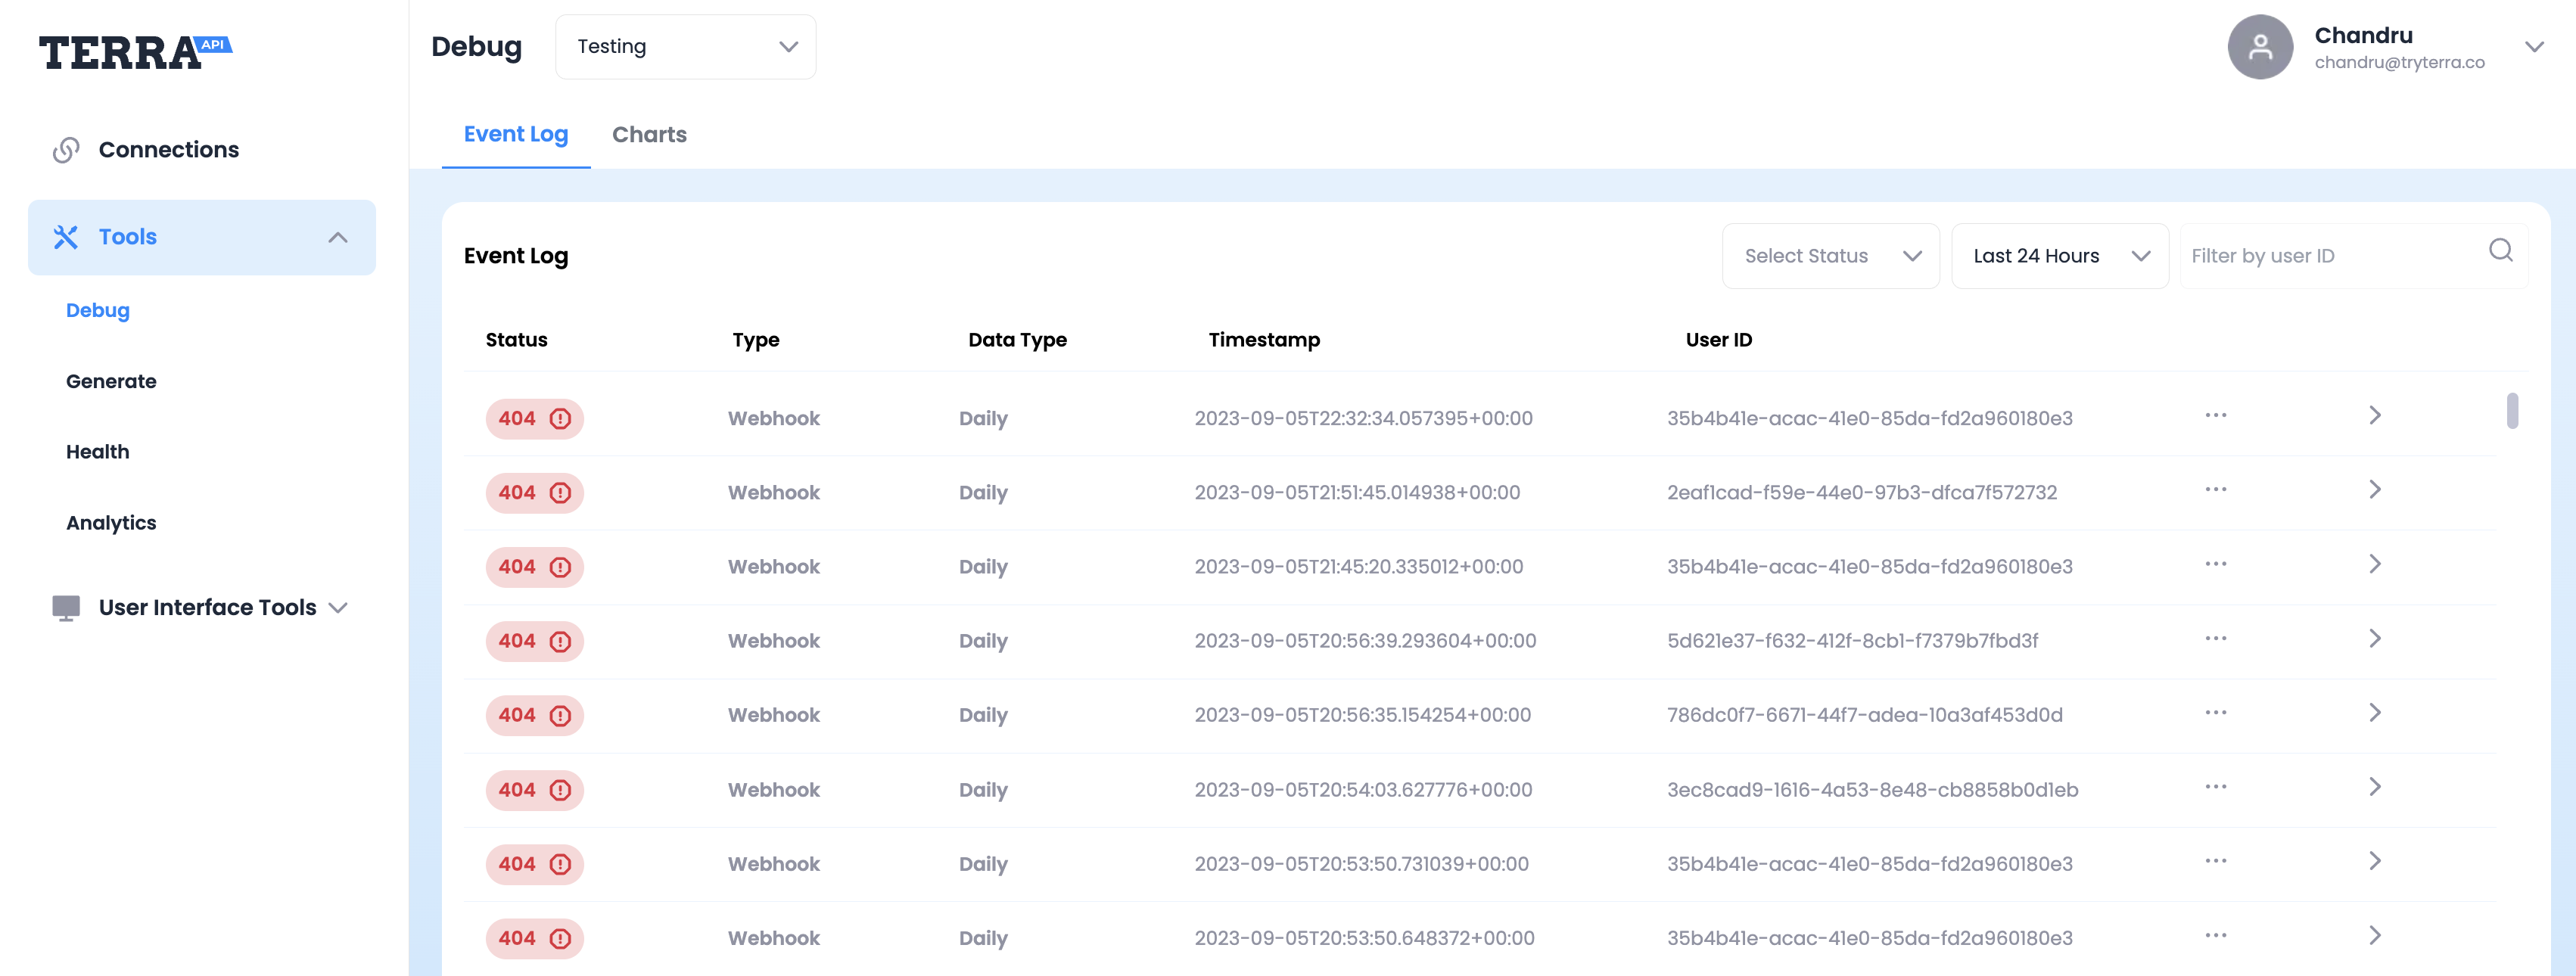 TERRA API
Connections
Tools
Debug
Generate
Health
Analytics
User Interface Tools
Debug
Testing
Chandru
chandru@tryterra.co
Event Log Charts
Event Log
Select Status
Last 24 Hours
Filter by user ID
Status Type Data Type Timestamp User ID
404 Webhook Daily 2023-09-05T22:32:34.057395+00:00 35b4b41e-acac-41e0-85da-fd2a960180e3
404 Webhook Daily 2023-09-05T21:51:45.014938+00:00 2eaf1cad-f59e-44e0-97b3-dfca7f572732
404 Webhook Daily 2023-09-05T21:45:20.335012+00:00 35b4b41e-acac-41e0-85da-fd2a960180e3
404 Webhook Daily 2023-09-05T20:56:39.293604+00:00 5d621e37-f632-412f-8cb1-f7379b7fbd3f
404 Webhook Daily 2023-09-05T20:56:35.154254+00:00 786dc0f7-6671-44f7-adea-10a3af453d0d
404 Webhook Daily 2023-09-05T20:54:03.627776+00:00 3ec8cad9-1616-4a53-8e48-cb8858b0d1eb
404 Webhook Daily 2023-09-05T20:53:50.731039+00:00 35b4b41e-acac-41e0-85da-fd2a960180e3
404 Webhook Daily 2023-09-05T20:53:50.648372+00:00 35b4b41e-acac-41e0-85da-fd2a960180e3